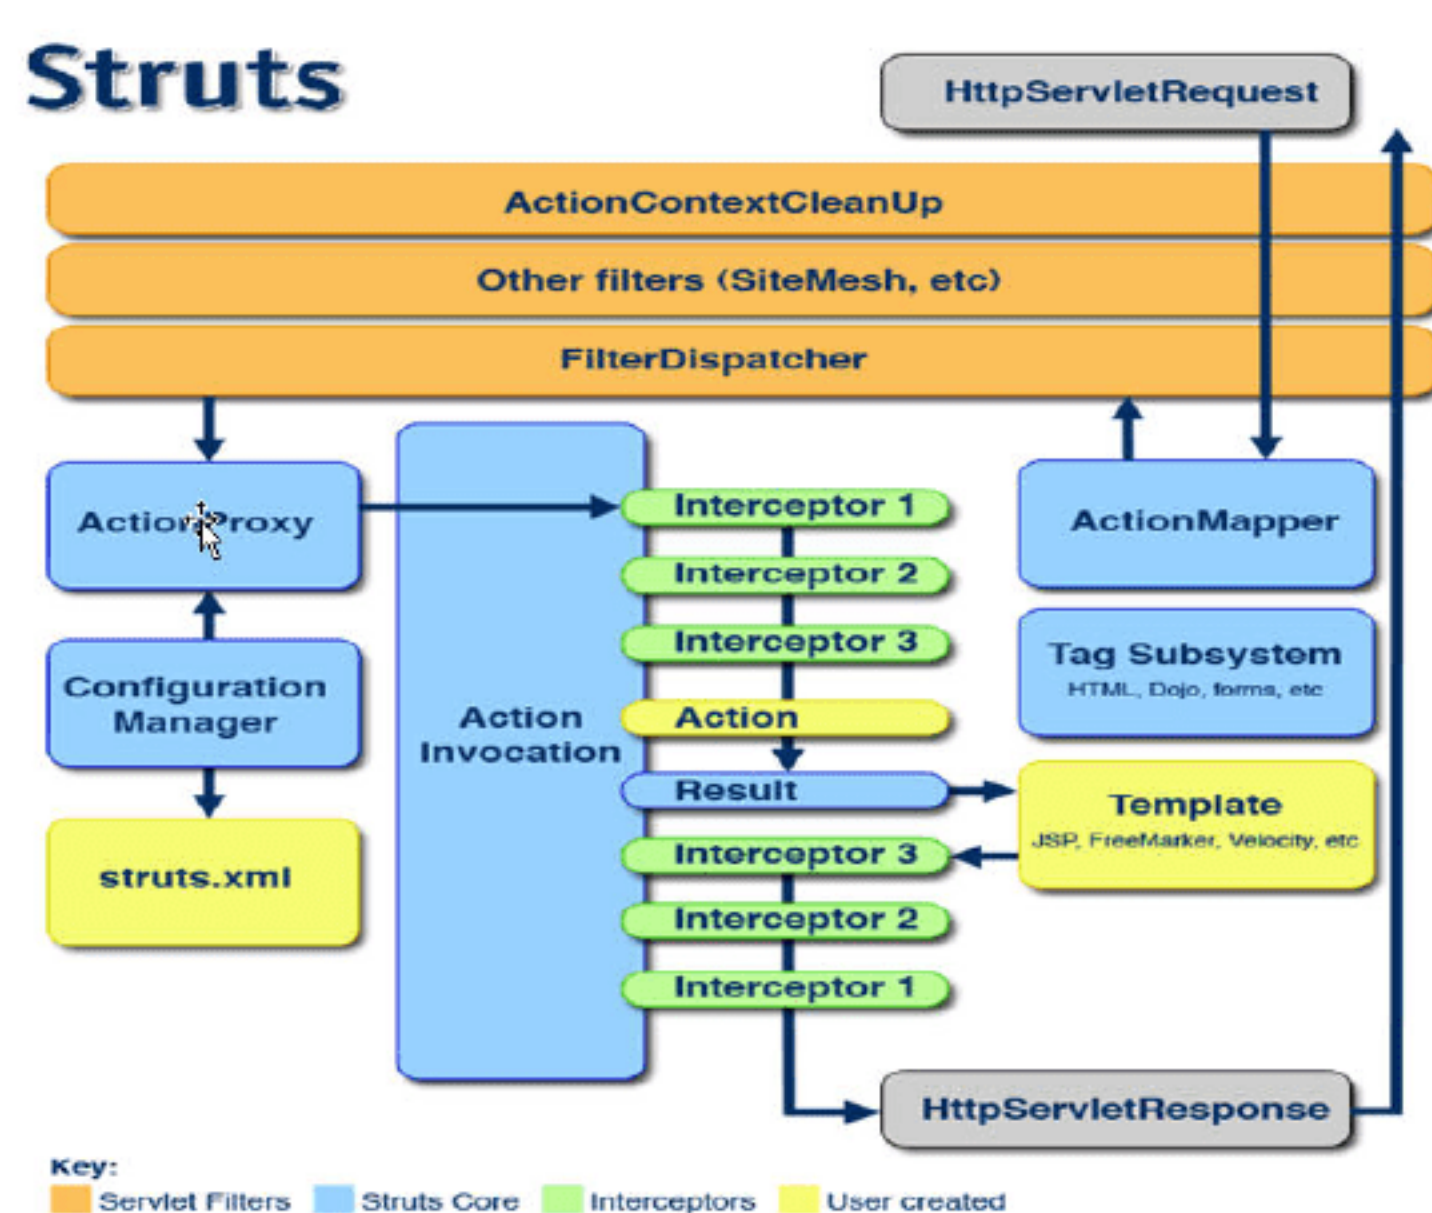 Struts
HttpServletRequest
ActionContextCleanUp
Other filters (SiteMesh, etc)
FilterDispatcher
ActionProxy
Interceptor 1
ActionMapper
Interceptor 2
Interceptor 3
Tag Subsystem
HTML, Dojo, forms, etc
Configuration
Manager
Action
Invocation
Action
Result
Template
JSP, FreeMarker, Velocity, etc
struts.xml
Interceptor 3
Interceptor 2
Interceptor 1
HttpServletResponse
Key:
Servlet Filters
Struts Core
Interceptors
User created